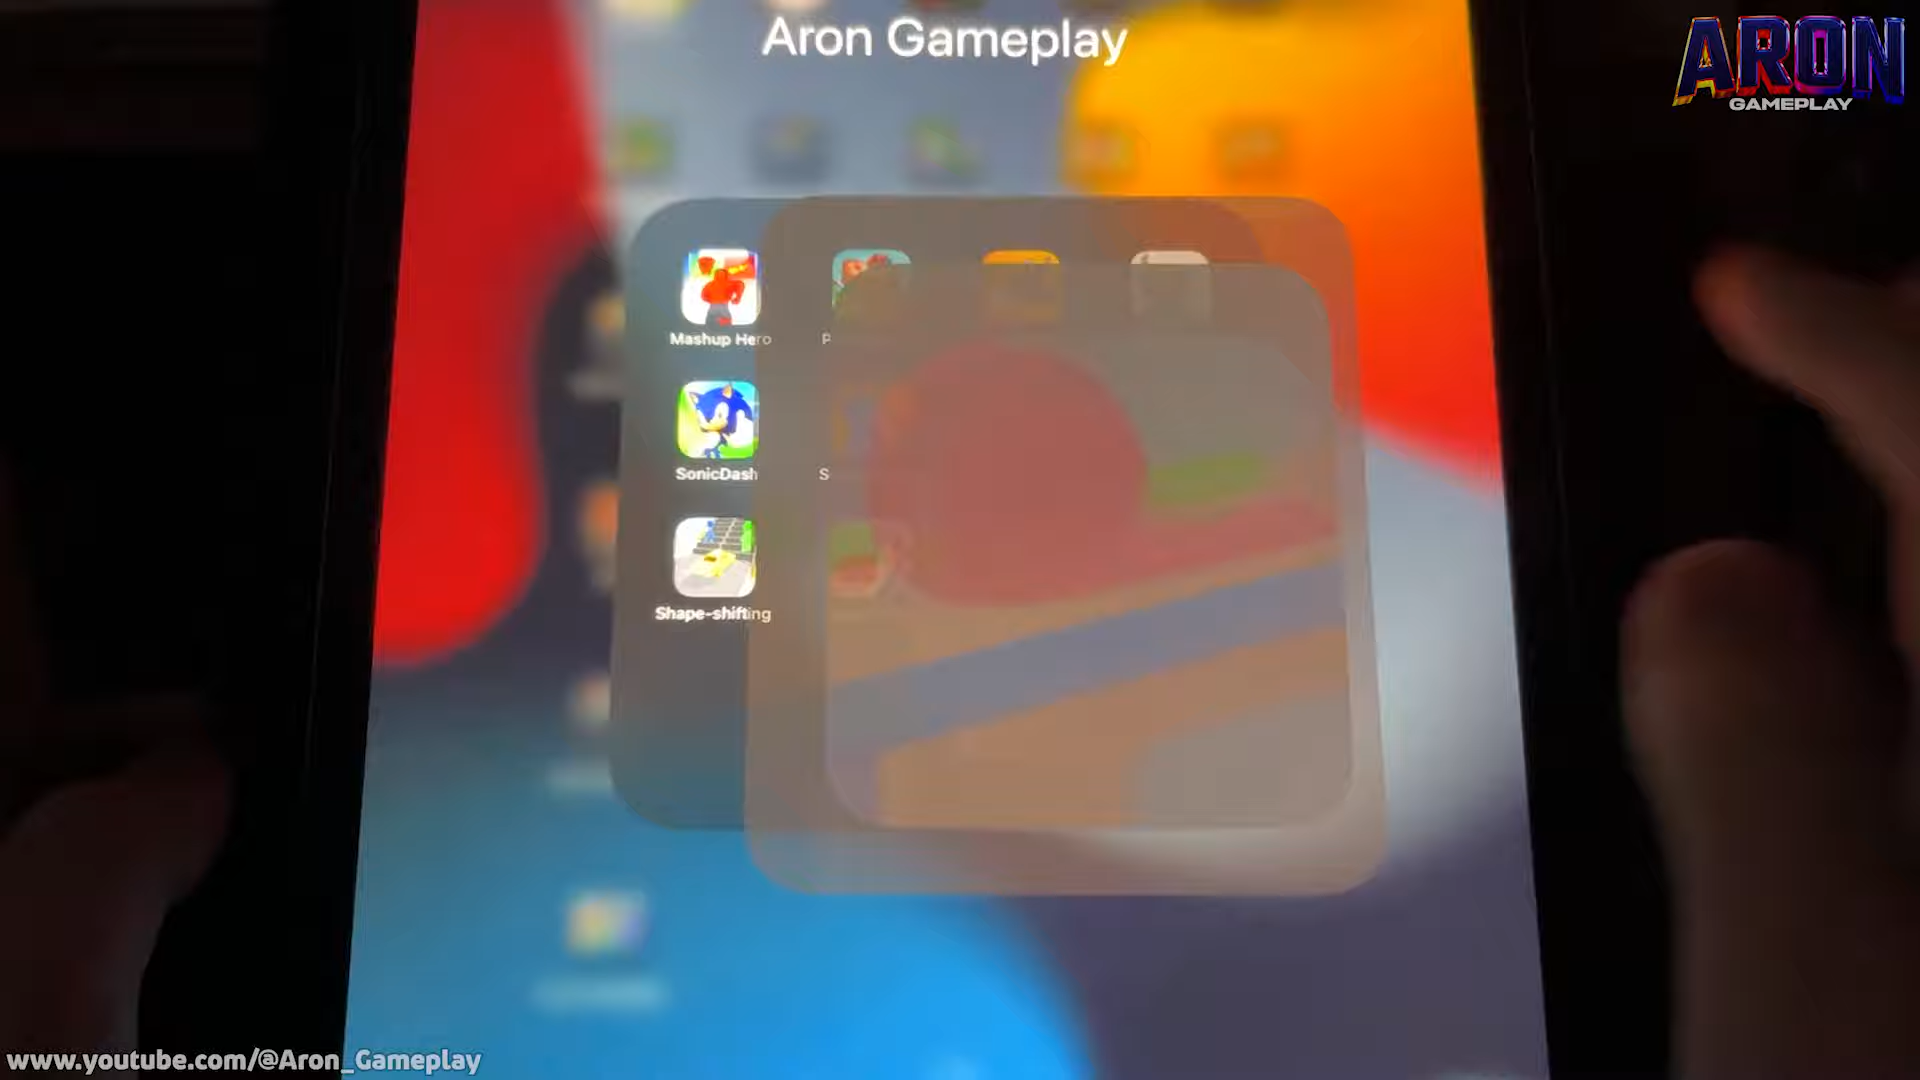 Aron Gameplay
ARON
GAMEPLAY
Mashup Hero
P
SonicDash
S
Shape-shifting
www.youtube.com/@Aron_Gameplay